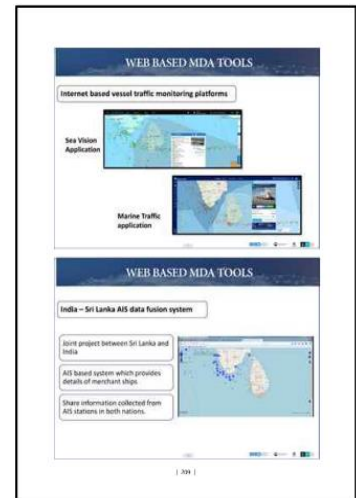 WEB BASED MDA TOOLS
Internet based vessel traffic monitoring platforms
Sea Vision
Application
Marine Traffic
application
WEB BASED MDA TOOLS
India – Sri Lanka AIS data fusion system
Joint project between Sri Lanka and
India
AIS based system which provides
details of merchant ships
Share information collected from
AIS stations in both nations.